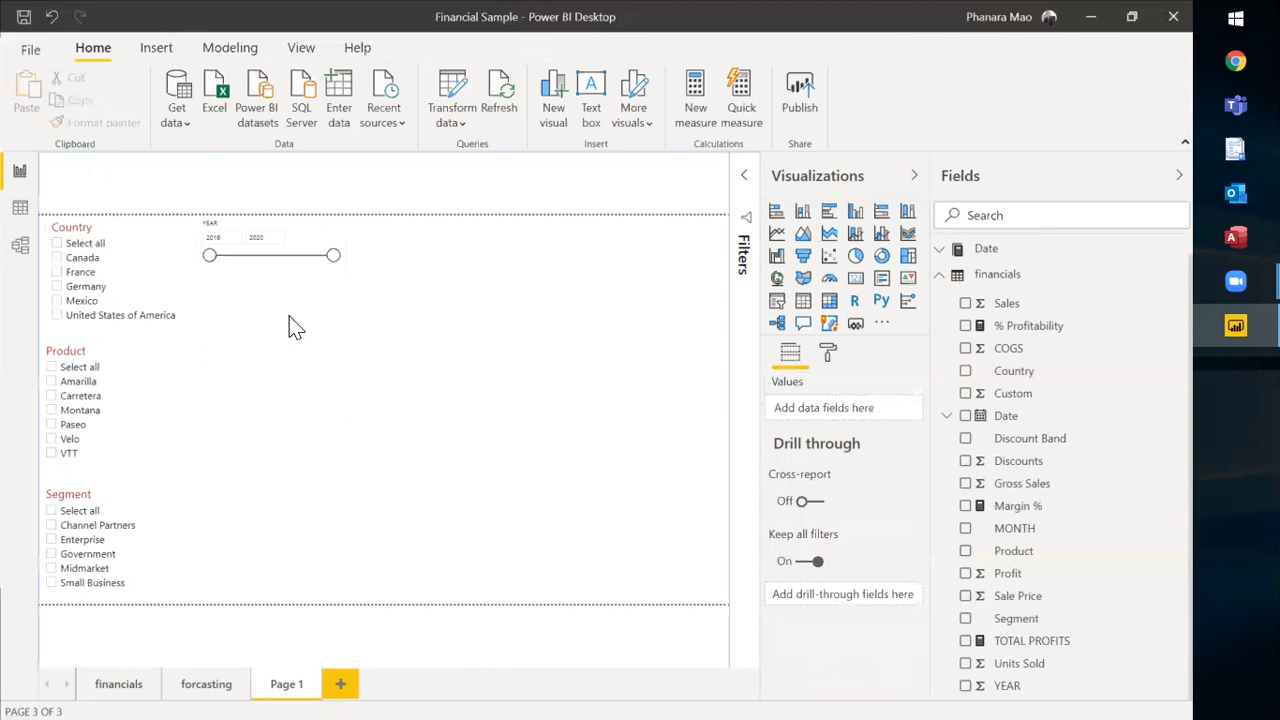 Financial Sample - Power BI Desktop
Phanara Mao
File
Home
Insert
Modeling
View
Help
Paste
Cut
Copy
Format painter
Clipboard
Get data
Excel
Power BI datasets
SQL Server
Enter data
Recent sources
Data
Transform data
Refresh
Queries
New visual
Text box
More visuals
Insert
New measure
Quick measure
Calculations
Publish
Share
Country
Select all
Canada
France
Germany
Mexico
United States of America
YEAR
2016
2020
Product
Select all
Amarilla
Carretera
Montana
Paseo
Velo
VTT
Segment
Select all
Channel Partners
Enterprise
Government
Midmarket
Small Business
Filters
Visualizations
R
Py
Values
Add data fields here
Drill through
Cross-report
Off
Keep all filters
On
Add drill-through fields here
Fields
Search
Date
financials
Sales
% Profitability
COGS
Country
Custom
Date
Discount Band
Discounts
Gross Sales
Margin %
MONTH
Product
Profit
Sale Price
Segment
TOTAL PROFITS
Units Sold
YEAR
financials
forcasting
Page 1
PAGE 3 OF 3